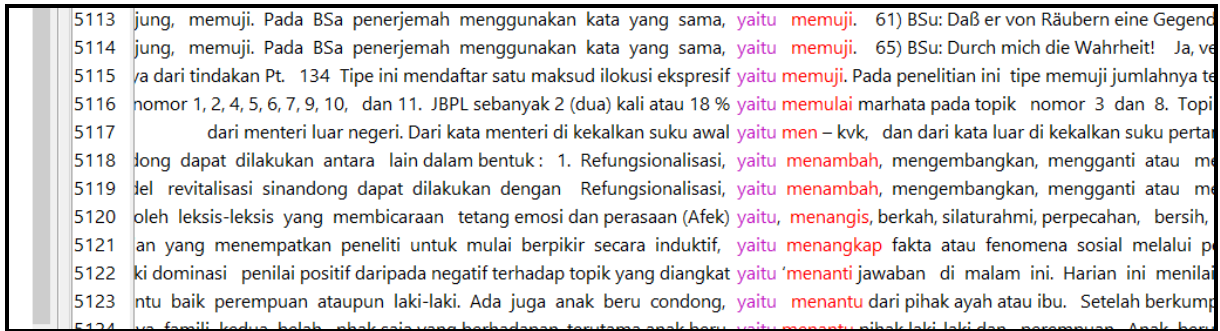 5113 jung, memuji. Pada BSa penerjemah menggunakan kata yang sama, yaitu memuji. 61) BSu: Daß er von Räubern eine Gegend
5114 jung, memuji. Pada BSa penerjemah menggunakan kata yang sama, yaitu memuji. 65) BSu: Durch mich die Wahrheit! Ja, ve
5115 ya dari tindakan Pt. 134 Tipe ini mendaftar satu maksud ilokusi ekspresif yaitu memuji. Pada penelitian ini tipe memuji jumlahnya te
5116 nomor 1, 2, 4, 5, 6, 7, 9, 10, dan 11. JBPL sebanyak 2 (dua) kali atau 18 % yaitu memulai marhata pada topik nomor 3 dan 8. Topi
5117 dari menteri luar negeri. Dari kata menteri di kekalkan suku awal yaitu men – kvk, dan dari kata luar di kekalkan suku pertar
5118 dong dapat dilakukan antara lain dalam bentuk : 1. Refungsionalisasi, yaitu menambah, mengembangkan, mengganti atau me
5119 del revitalisasi sinandong dapat dilakukan dengan Refungsionalisasi, yaitu menambah, mengembangkan, mengganti atau me
5120 oleh leksis-leksis yang membicaraan tetang emosi dan perasaan (Afek) yaitu, menangis, berkah, silaturahmi, perpecahan, bersih,
5121 an yang menempatkan peneliti untuk mulai berpikir secara induktif, yaitu menangkap fakta atau fenomena sosial melalui p
5122 ki dominasi penilai positif daripada negatif terhadap topik yang diangkat yaitu ‘menanti jawaban di malam ini. Harian ini menilai
5123 ntu baik perempuan ataupun laki-laki. Ada juga anak beru condong, yaitu menantu dari pihak ayah atau ibu. Setelah berkump